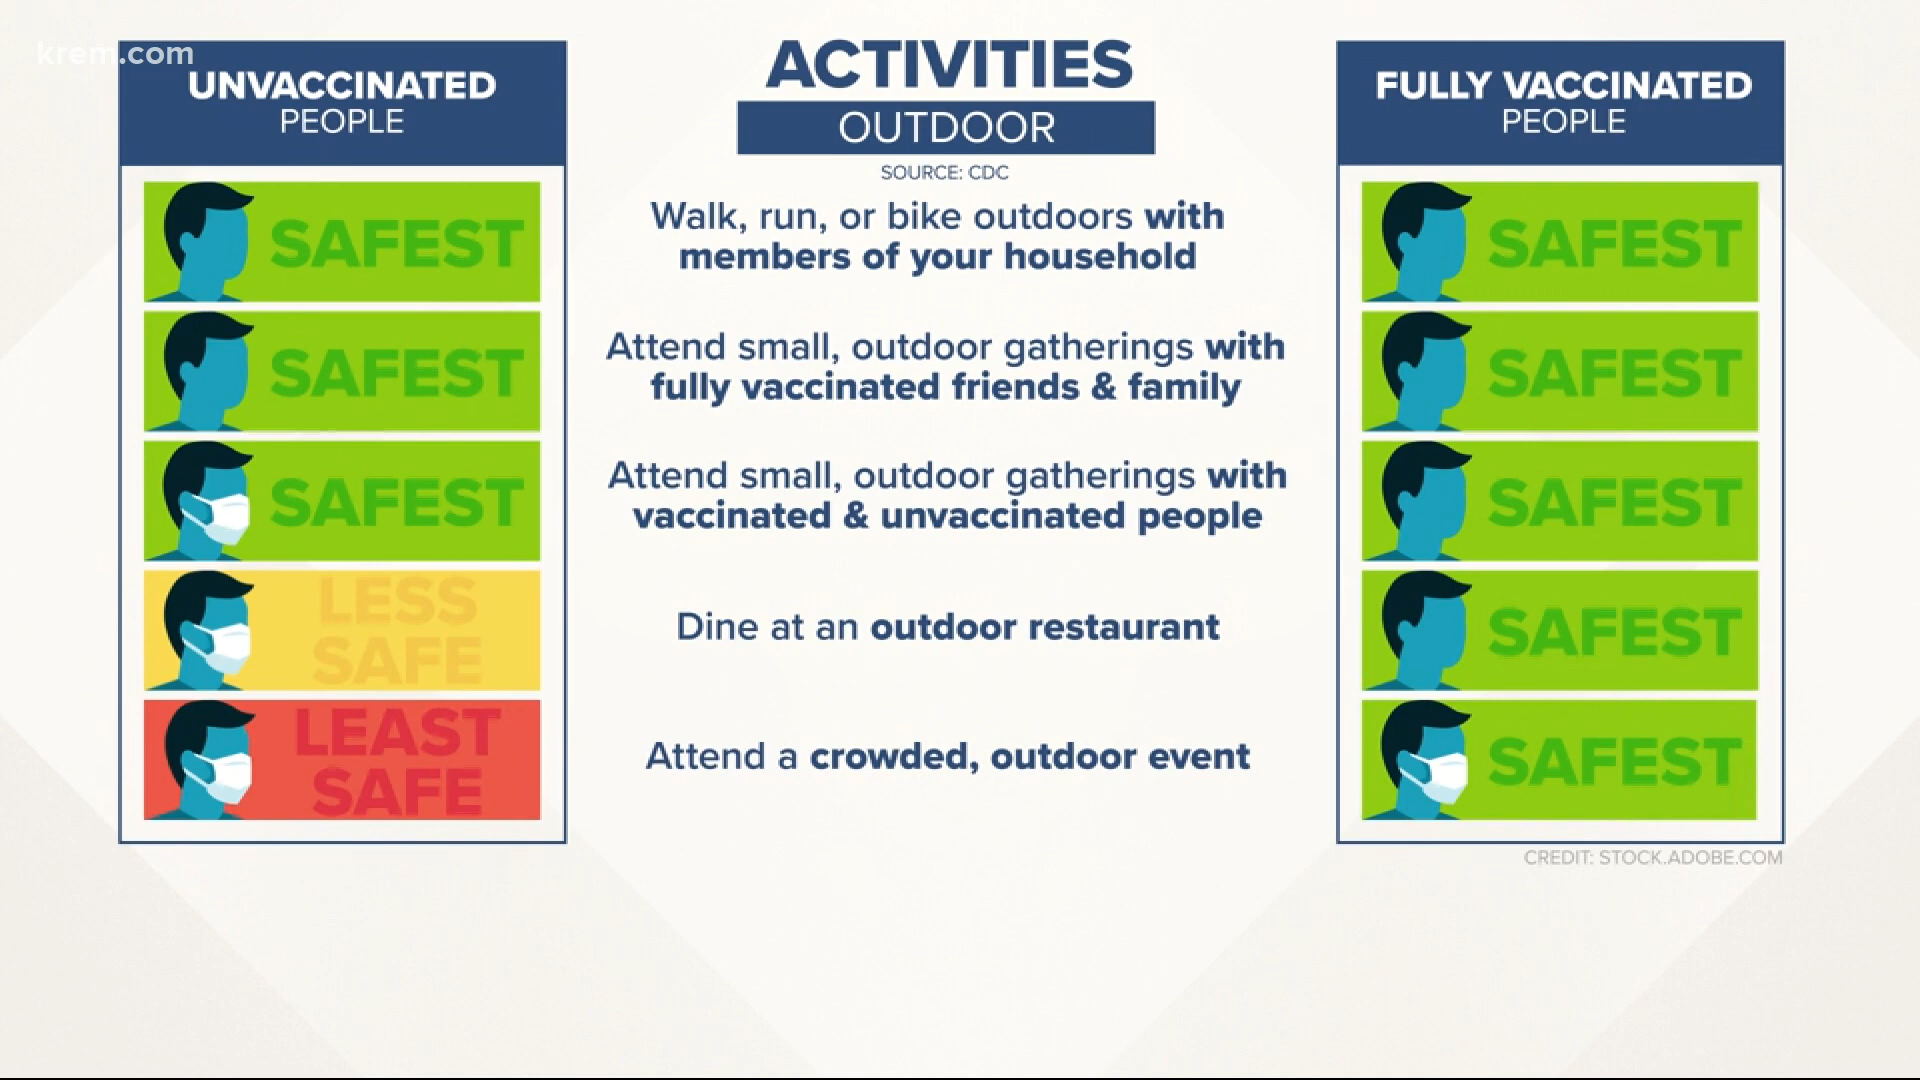 krem.com
UNVACCINATED
PEOPLE
SAFEST
SAFEST
SAFEST
LESS
SAFE
LEAST
SAFE
ACTIVITIES
OUTDOOR
SOURCE: CDC
Walk, run, or bike outdoors with
members of your household
Attend small, outdoor gatherings with
fully vaccinated friends & family
Attend small, outdoor gatherings with
vaccinated & unvaccinated people
Dine at an outdoor restaurant
Attend a crowded, outdoor event
FULLY VACCINATED
PEOPLE
SAFEST
SAFEST
SAFEST
SAFEST
SAFEST
CREDIT: STOCK.ADOBE.COM